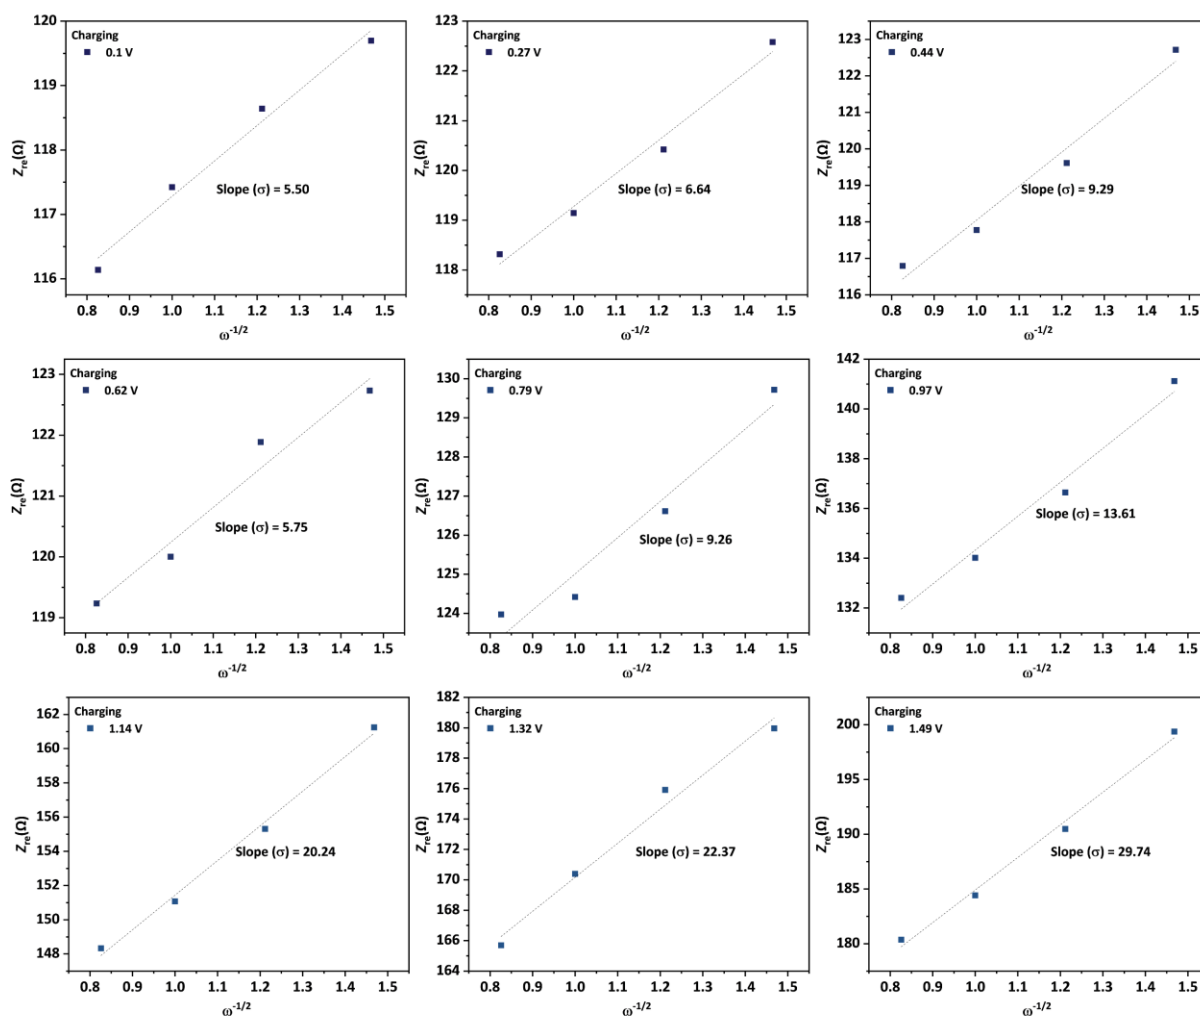 Charging
0.1 V
120
119
118
117
116
Zre(Ω)
Slope (σ) = 5.50
0.8 0.9 1.0 1.1 1.2 1.3 1.4 1.5
ω-1/2
Charging
0.27 V
123
122
121
120
119
118
Zre(Ω)
Slope (σ) = 6.64
0.8 0.9 1.0 1.1 1.2 1.3 1.4 1.5
ω-1/2
Charging
0.44 V
123
122
121
120
119
118
117
116
Zre(Ω)
Slope (σ) = 9.29
0.8 0.9 1.0 1.1 1.2 1.3 1.4 1.5
ω-1/2
Charging
0.62 V
123
122
121
120
119
Zre(Ω)
Slope (σ) = 5.75
0.8 0.9 1.0 1.1 1.2 1.3 1.4 1.5
ω-1/2
Charging
0.79 V
130
129
128
127
126
125
124
Zre(Ω)
Slope (σ) = 9.26
0.8 0.9 1.0 1.1 1.2 1.3 1.4 1.5
ω-1/2
Charging
0.97 V
142
140
138
136
134
132
Zre(Ω)
Slope (σ) = 13.61
0.8 0.9 1.0 1.1 1.2 1.3 1.4 1.5
ω-1/2
Charging
1.14 V
162
160
158
156
154
152
150
148
Zre(Ω)
Slope (σ) = 20.24
0.8 0.9 1.0 1.1 1.2 1.3 1.4 1.5
ω-1/2
Charging
1.32 V
182
180
178
176
174
172
170
168
166
164
Zre(Ω)
Slope (σ) = 22.37
0.8 0.9 1.0 1.1 1.2 1.3 1.4 1.5
ω-1/2
Charging
1.49 V
200
195
190
185
180
Zre(Ω)
Slope (σ) = 29.74
0.8 0.9 1.0 1.1 1.2 1.3 1.4 1.5
ω-1/2